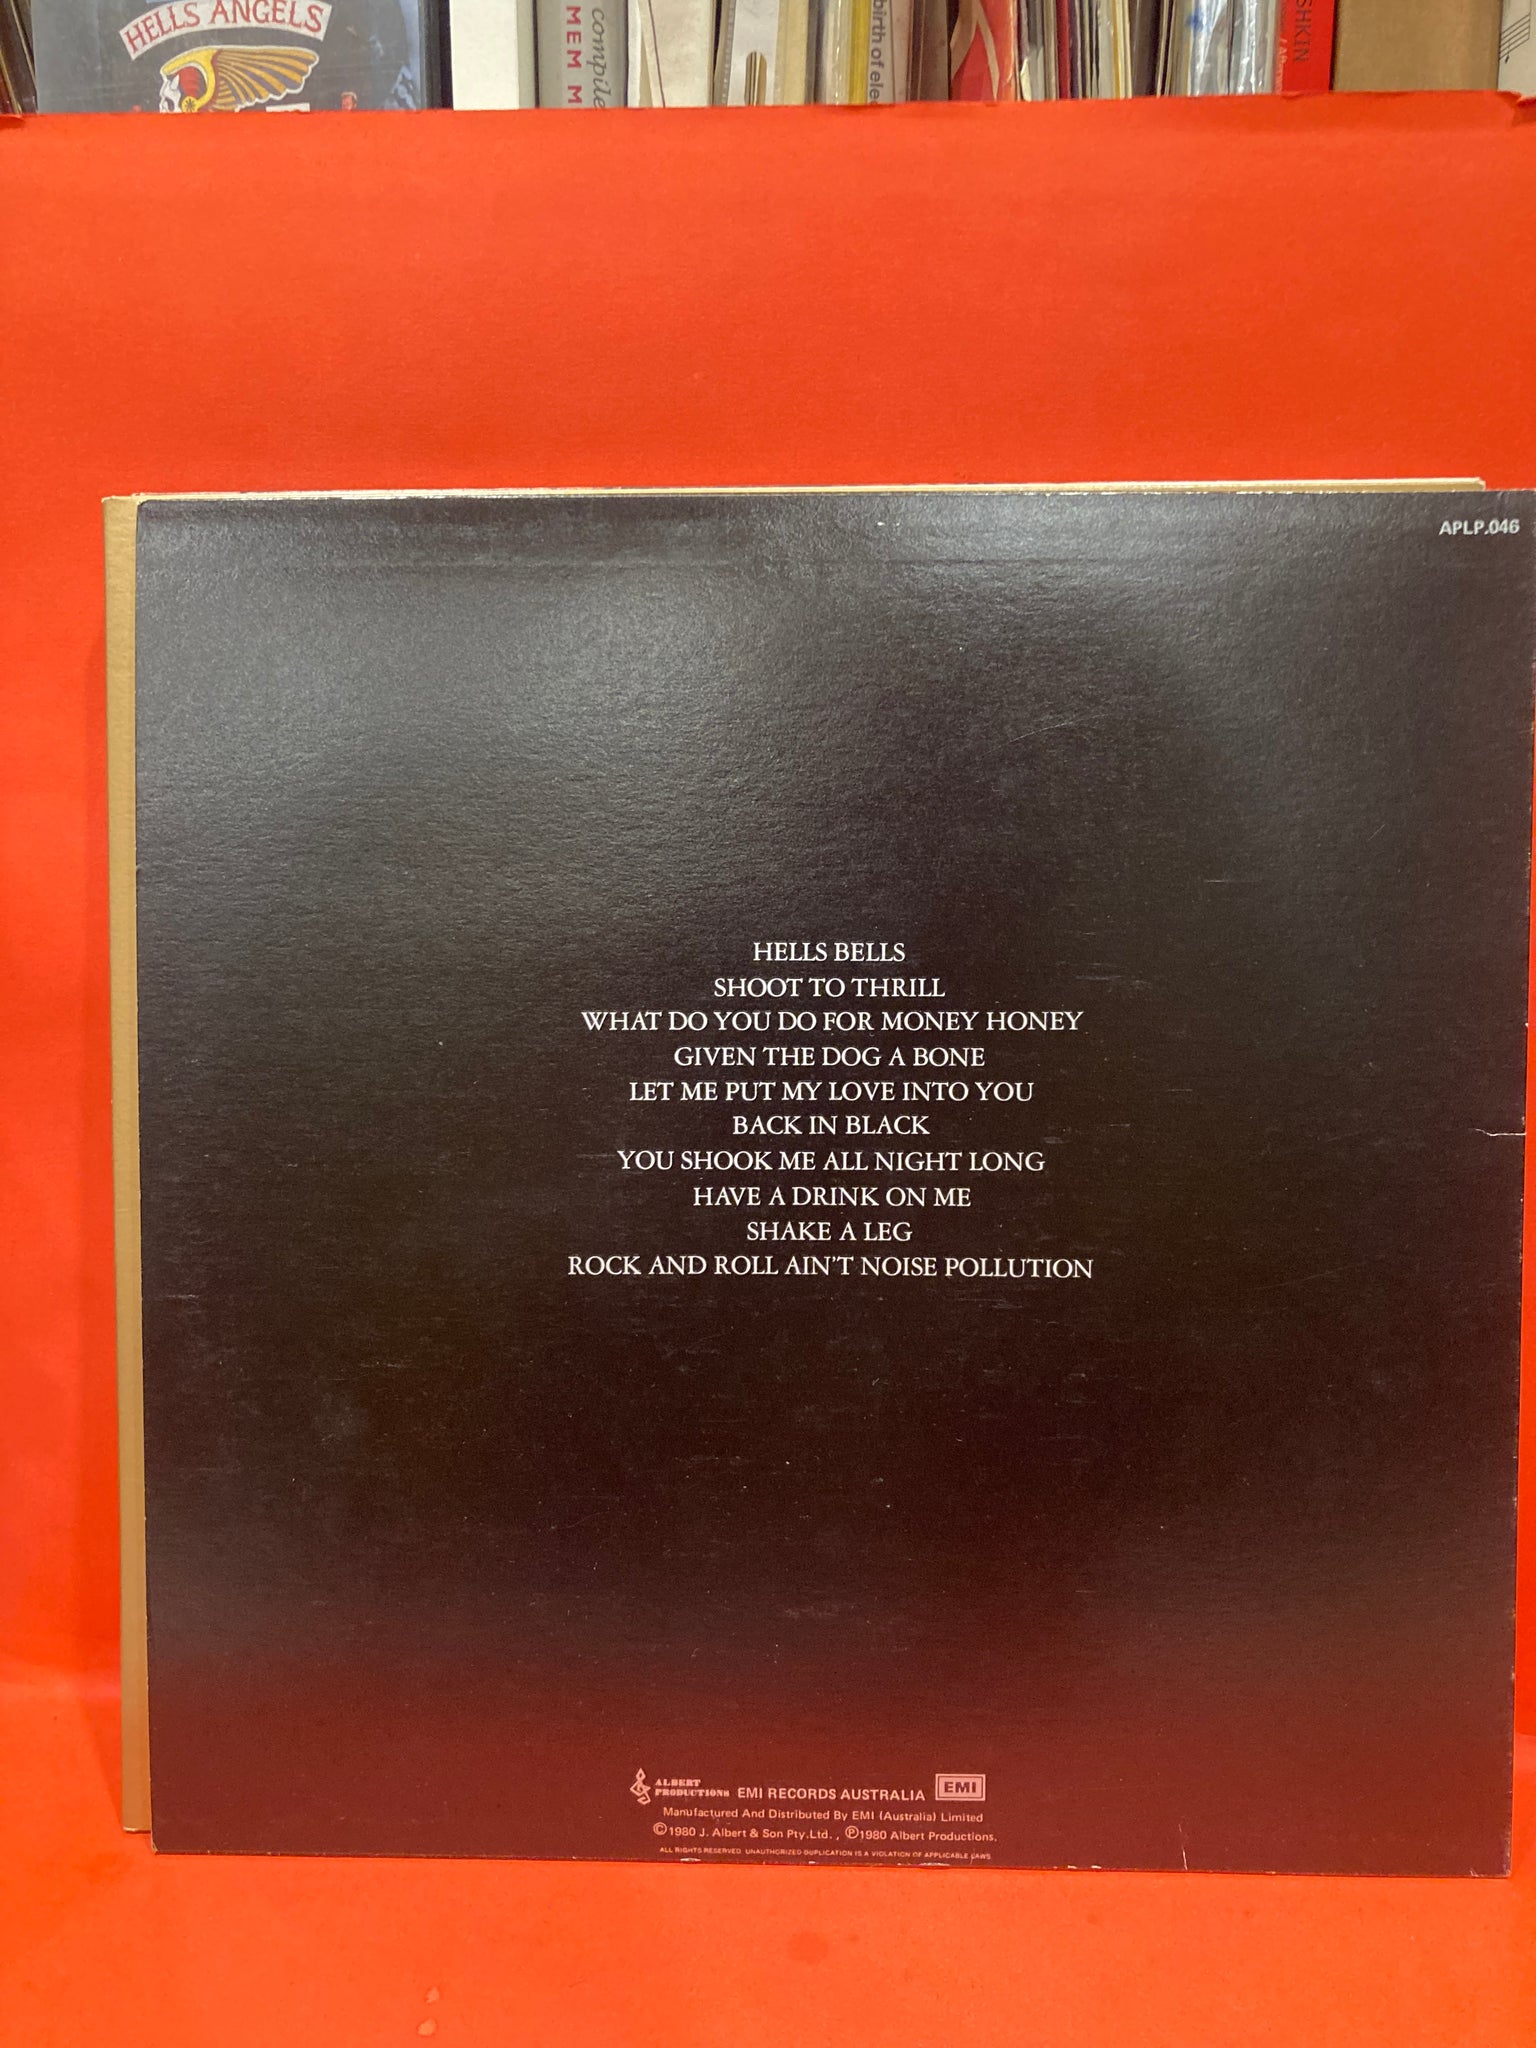 HELLS ANGELS
MEM M
compile
birth of elec
SHKIN
APLP.046
HELLS BELLS
SHOOT TO THRILL
WHAT DO YOU DO FOR MONEY HONEY
GIVEN THE DOG A BONE
LET ME PUT MY LOVE INTO YOU
BACK IN BLACK
YOU SHOOK ME ALL NIGHT LONG
HAVE A DRINK ON ME
SHAKE A LEG
ROCK AND ROLL AIN'T NOISE POLLUTION
ALBERT PRODUCTIONS EMI RECORDS AUSTRALIA EMI
Manufactured And Distributed By EMI (Australia) Limited
©1980 J. Albert & Son Pty. Ltd., ℗1980 Albert Productions.
ALL RIGHTS RESERVED. UNAUTHORIZED DUPLICATION IS A VIOLATION OF APPLICABLE LAWS